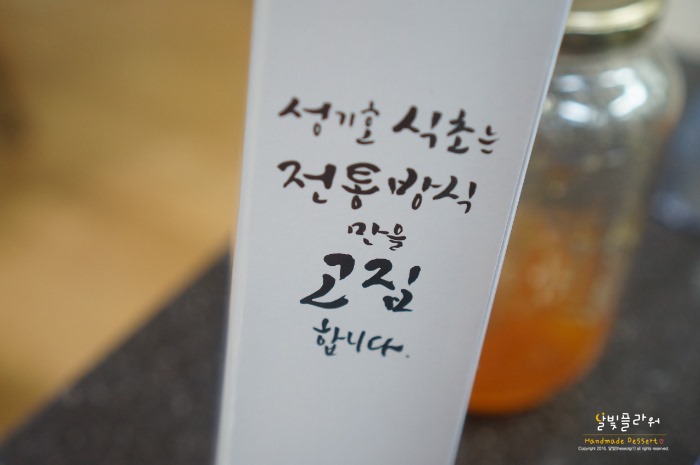 성기호 식초는
전통방식
만을
고집
합니다.
달빛플라워
Handmade Dessert